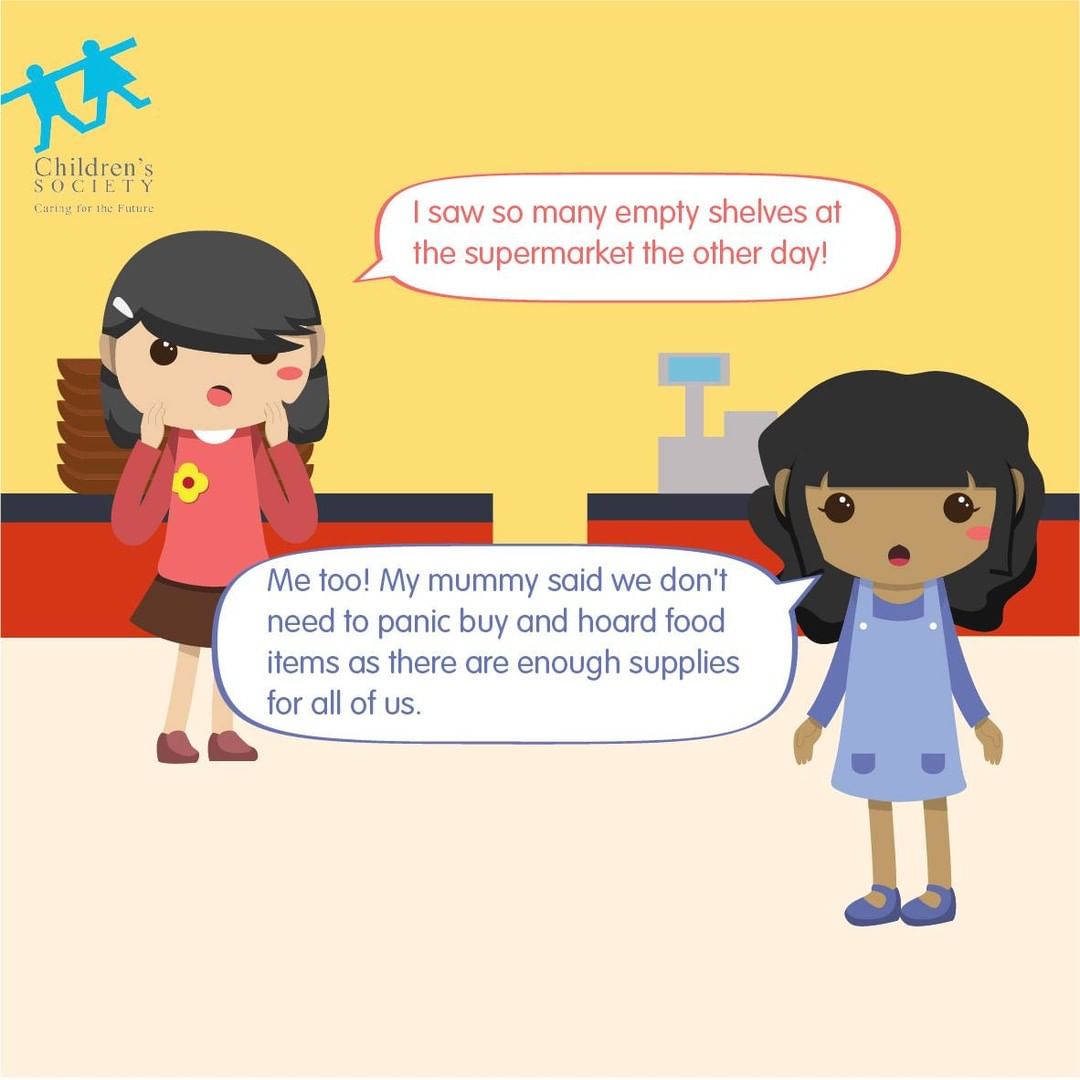 Children's
SOCIETY
Caring for the Future
I saw so many empty shelves at
the supermarket the other day!
Me too! My mummy said we don't
need to panic buy and hoard food
items as there are enough supplies
for all of us.